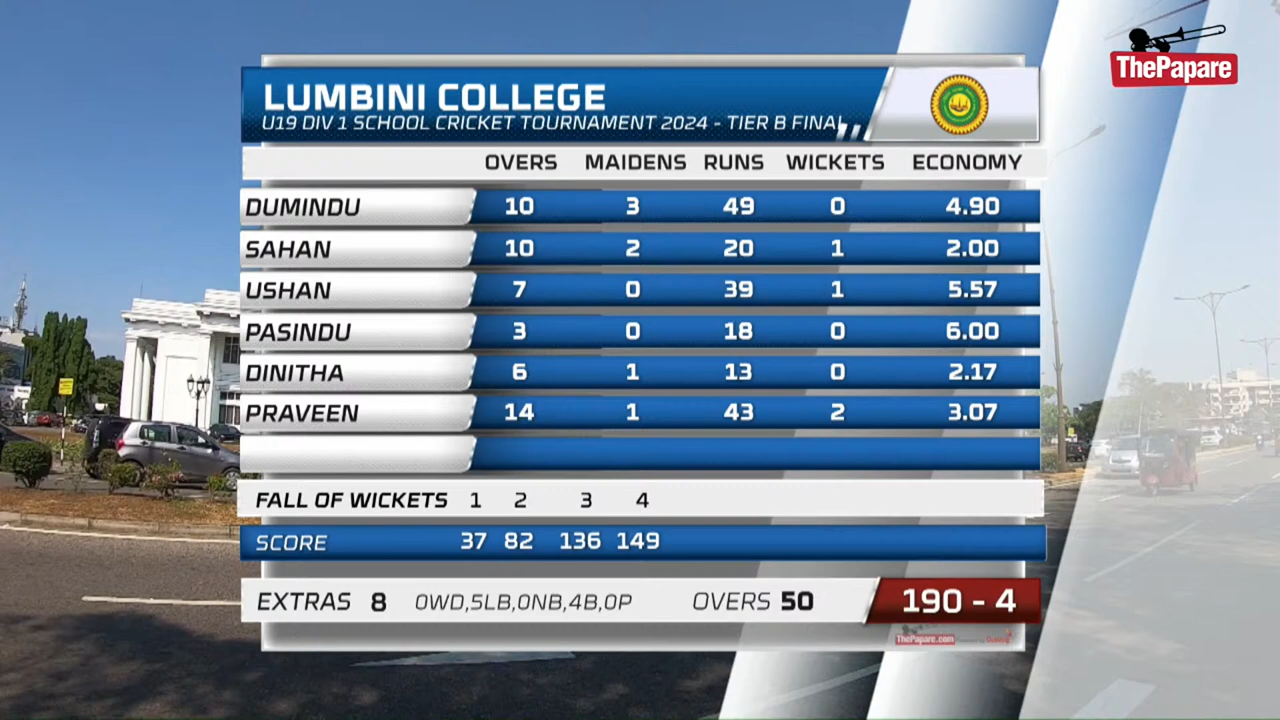 ThePapare
LUMBINI COLLEGE
U19 DIV 1 SCHOOL CRICKET TOURNAMENT 2024 - TIER B FINAL
OVERS MAIDENS RUNS WICKETS ECONOMY
DUMINDU 10 3 49 0 4.90
SAHAN 10 2 20 1 2.00
USHAN 7 0 39 1 5.57
PASINDU 3 0 18 0 6.00
DINITHA 6 1 13 0 2.17
PRAVEEN 14 1 43 2 3.07
FALL OF WICKETS 1 2 3 4
SCORE 37 82 136 149
EXTRAS 8 0WD,5LB,0NB,4B,0P OVERS 50 190 - 4
ThePapare.com